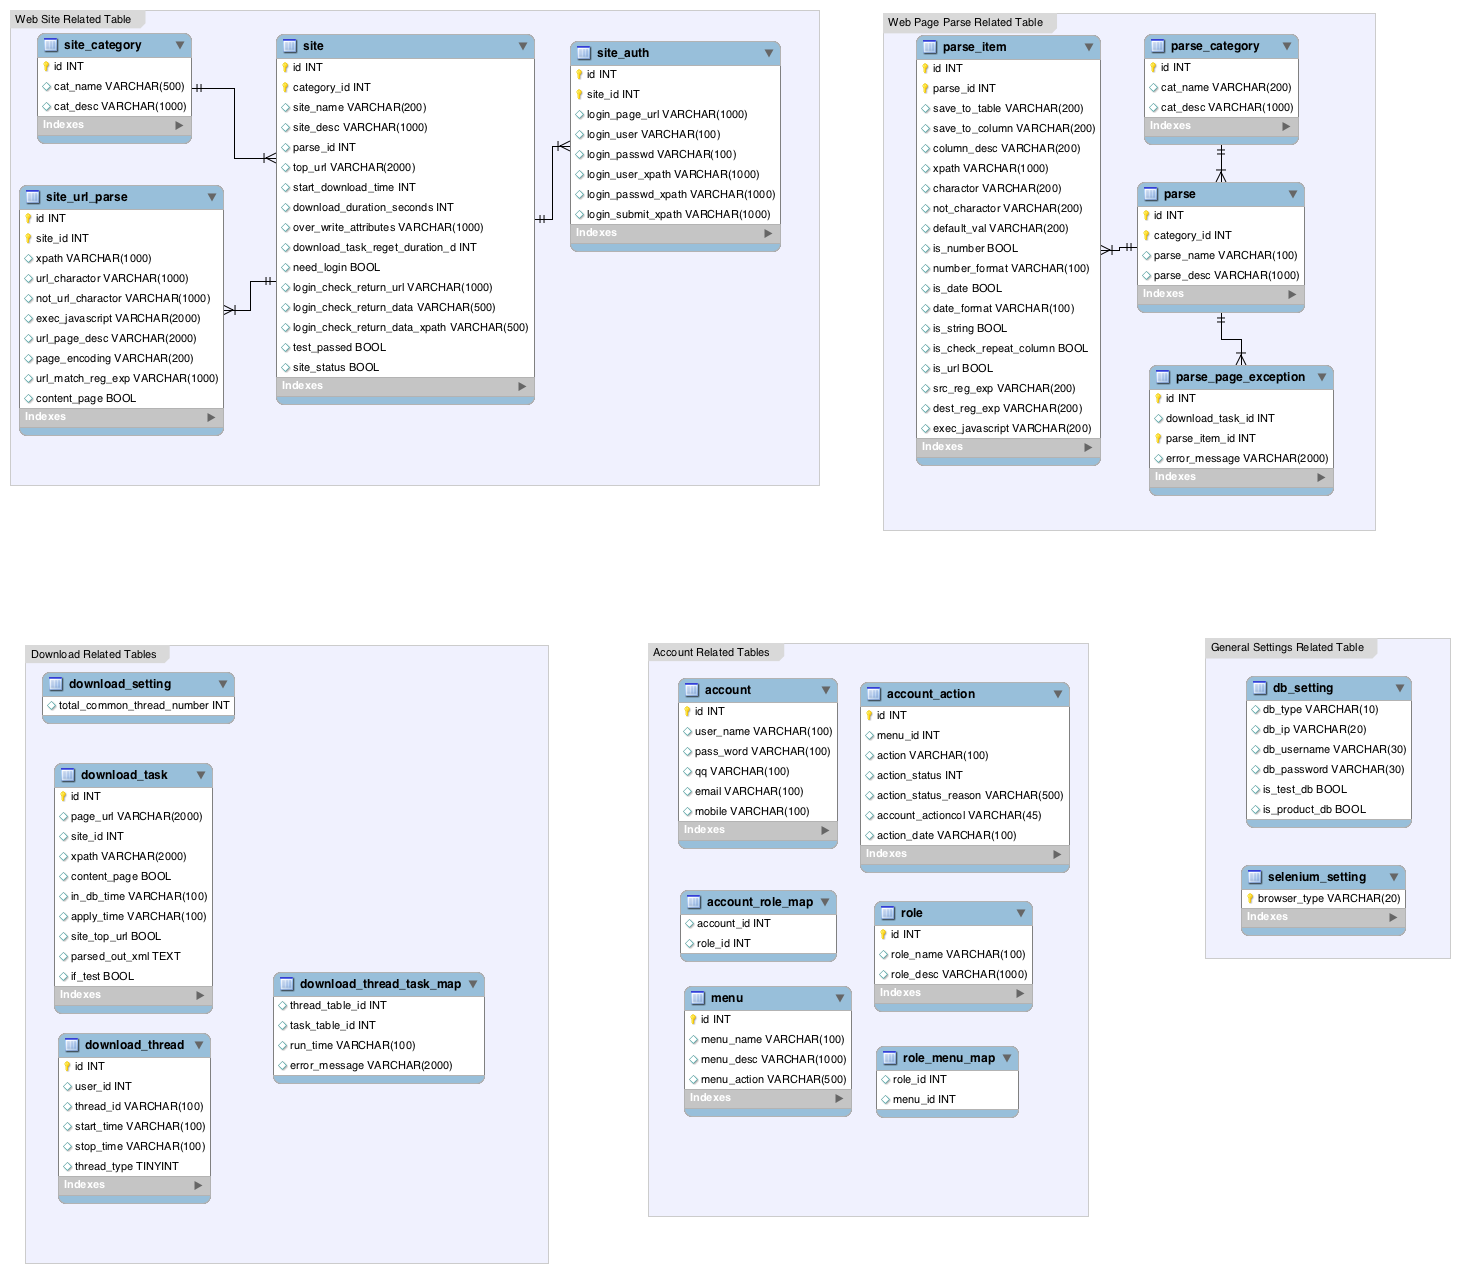 Web Site Related Table
site_category
id INT
cat_name VARCHAR(500)
cat_desc VARCHAR(1000)
Indexes
site_url_parse
id INT
site_id INT
xpath VARCHAR(1000)
url_charactor VARCHAR(1000)
not_url_charactor VARCHAR(1000)
exec_javascript VARCHAR(2000)
url_page_desc VARCHAR(2000)
page_encoding VARCHAR(200)
url_match_reg_exp VARCHAR(1000)
content_page BOOL
Indexes
site
id INT
category_id INT
site_name VARCHAR(200)
site_desc VARCHAR(1000)
parse_id INT
top_url VARCHAR(2000)
start_download_time INT
download_duration_seconds INT
over_write_attributes VARCHAR(1000)
download_task_reget_duration_d INT
need_login BOOL
login_check_return_url VARCHAR(1000)
login_check_return_data VARCHAR(500)
login_check_return_data_xpath VARCHAR(500)
test_passed BOOL
site_status BOOL
Indexes
site_auth
id INT
site_id INT
login_page_url VARCHAR(1000)
login_user VARCHAR(100)
login_passwd VARCHAR(100)
login_user_xpath VARCHAR(1000)
login_passwd_xpath VARCHAR(1000)
login_submit_xpath VARCHAR(1000)
Indexes
Web Page Parse Related Table
parse_item
id INT
parse_id INT
save_to_table VARCHAR(200)
save_to_column VARCHAR(200)
column_desc VARCHAR(200)
xpath VARCHAR(1000)
charactor VARCHAR(200)
not_charactor VARCHAR(200)
default_val VARCHAR(200)
is_number BOOL
number_format VARCHAR(100)
is_date BOOL
date_format VARCHAR(100)
is_string BOOL
is_check_repeat_column BOOL
is_url BOOL
src_reg_exp VARCHAR(200)
dest_reg_exp VARCHAR(200)
exec_javascript VARCHAR(200)
Indexes
parse_category
id INT
cat_name VARCHAR(200)
cat_desc VARCHAR(1000)
Indexes
parse
id INT
category_id INT
parse_name VARCHAR(100)
parse_desc VARCHAR(1000)
Indexes
parse_page_exception
id INT
download_task_id INT
parse_item_id INT
error_message VARCHAR(2000)
Indexes
Download Related Tables
download_setting
total_common_thread_number INT
download_task
id INT
page_url VARCHAR(2000)
site_id INT
xpath VARCHAR(2000)
content_page BOOL
in_db_time VARCHAR(100)
apply_time VARCHAR(100)
site_top_url BOOL
parsed_out_xml TEXT
if_test BOOL
Indexes
download_thread
id INT
user_id INT
thread_id VARCHAR(100)
start_time VARCHAR(100)
stop_time VARCHAR(100)
thread_type TINYINT
Indexes
download_thread_task_map
thread_table_id INT
task_table_id INT
run_time VARCHAR(100)
error_message VARCHAR(2000)
Account Related Tables
account
id INT
user_name VARCHAR(100)
pass_word VARCHAR(100)
qq VARCHAR(100)
email VARCHAR(100)
mobile VARCHAR(100)
Indexes
account_action
id INT
menu_id INT
action VARCHAR(100)
action_status INT
action_status_reason VARCHAR(500)
account_actioncol VARCHAR(45)
action_date VARCHAR(100)
Indexes
account_role_map
account_id INT
role_id INT
role
id INT
role_name VARCHAR(100)
role_desc VARCHAR(1000)
Indexes
menu
id INT
menu_name VARCHAR(100)
menu_desc VARCHAR(1000)
menu_action VARCHAR(500)
Indexes
role_menu_map
role_id INT
menu_id INT
General Settings Related Table
db_setting
db_type VARCHAR(10)
db_ip VARCHAR(20)
db_username VARCHAR(30)
db_password VARCHAR(30)
is_test_db BOOL
is_product_db BOOL
selenium_setting
browser_type VARCHAR(20)
Indexes